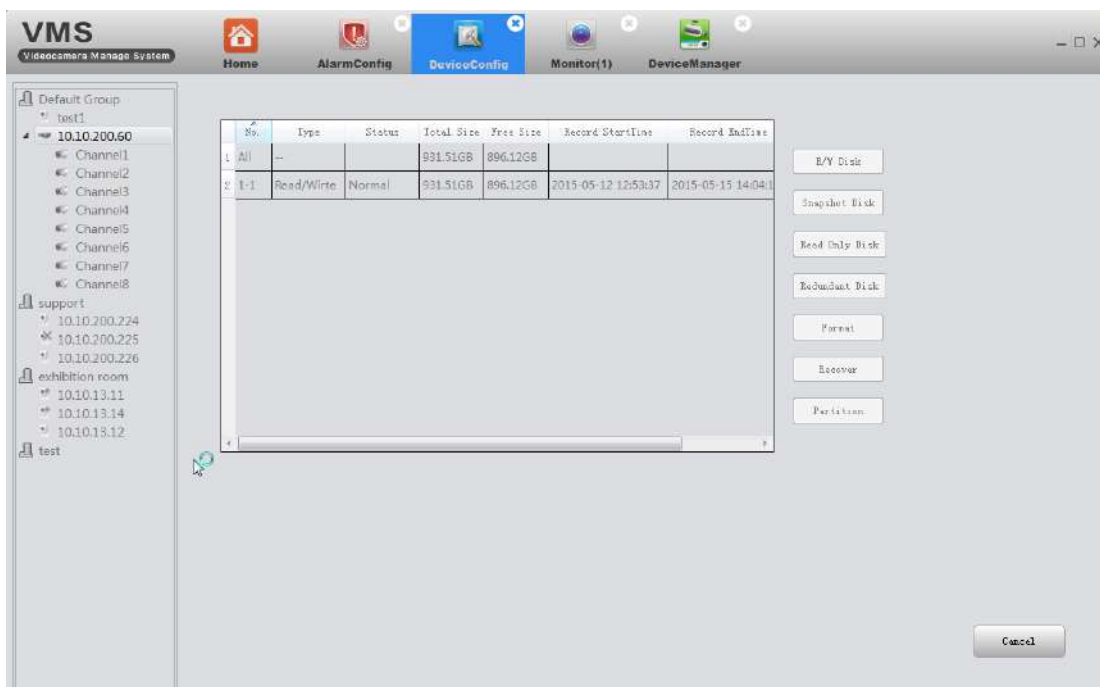 VMS
Videocamera Manage System
Home
AlarmConfig
DeviceConfig
Monitor(1)
DeviceManager
Default Group
test1
10.10.200.60
Channel1
Channel2
Channel3
Channel4
Channel5
Channel6
Channel7
Channel8
support
10.10.200.224
10.10.200.225
10.10.200.226
exhibition room
10.10.13.11
10.10.13.14
10.10.13.12
test
No. Type Status Total Size Free Size Record StartTime Record EndTime
1 All -- 931.51GB 896.12GB
2 1-1 Read/Wirte Normal 931.51GB 896.12GB 2015-05-12 12:53:37 2015-05-15 14:04:1
R/W Disk
Snapshot Disk
Read Only Disk
Redundant Disk
Format
Recover
Partition
Cancel